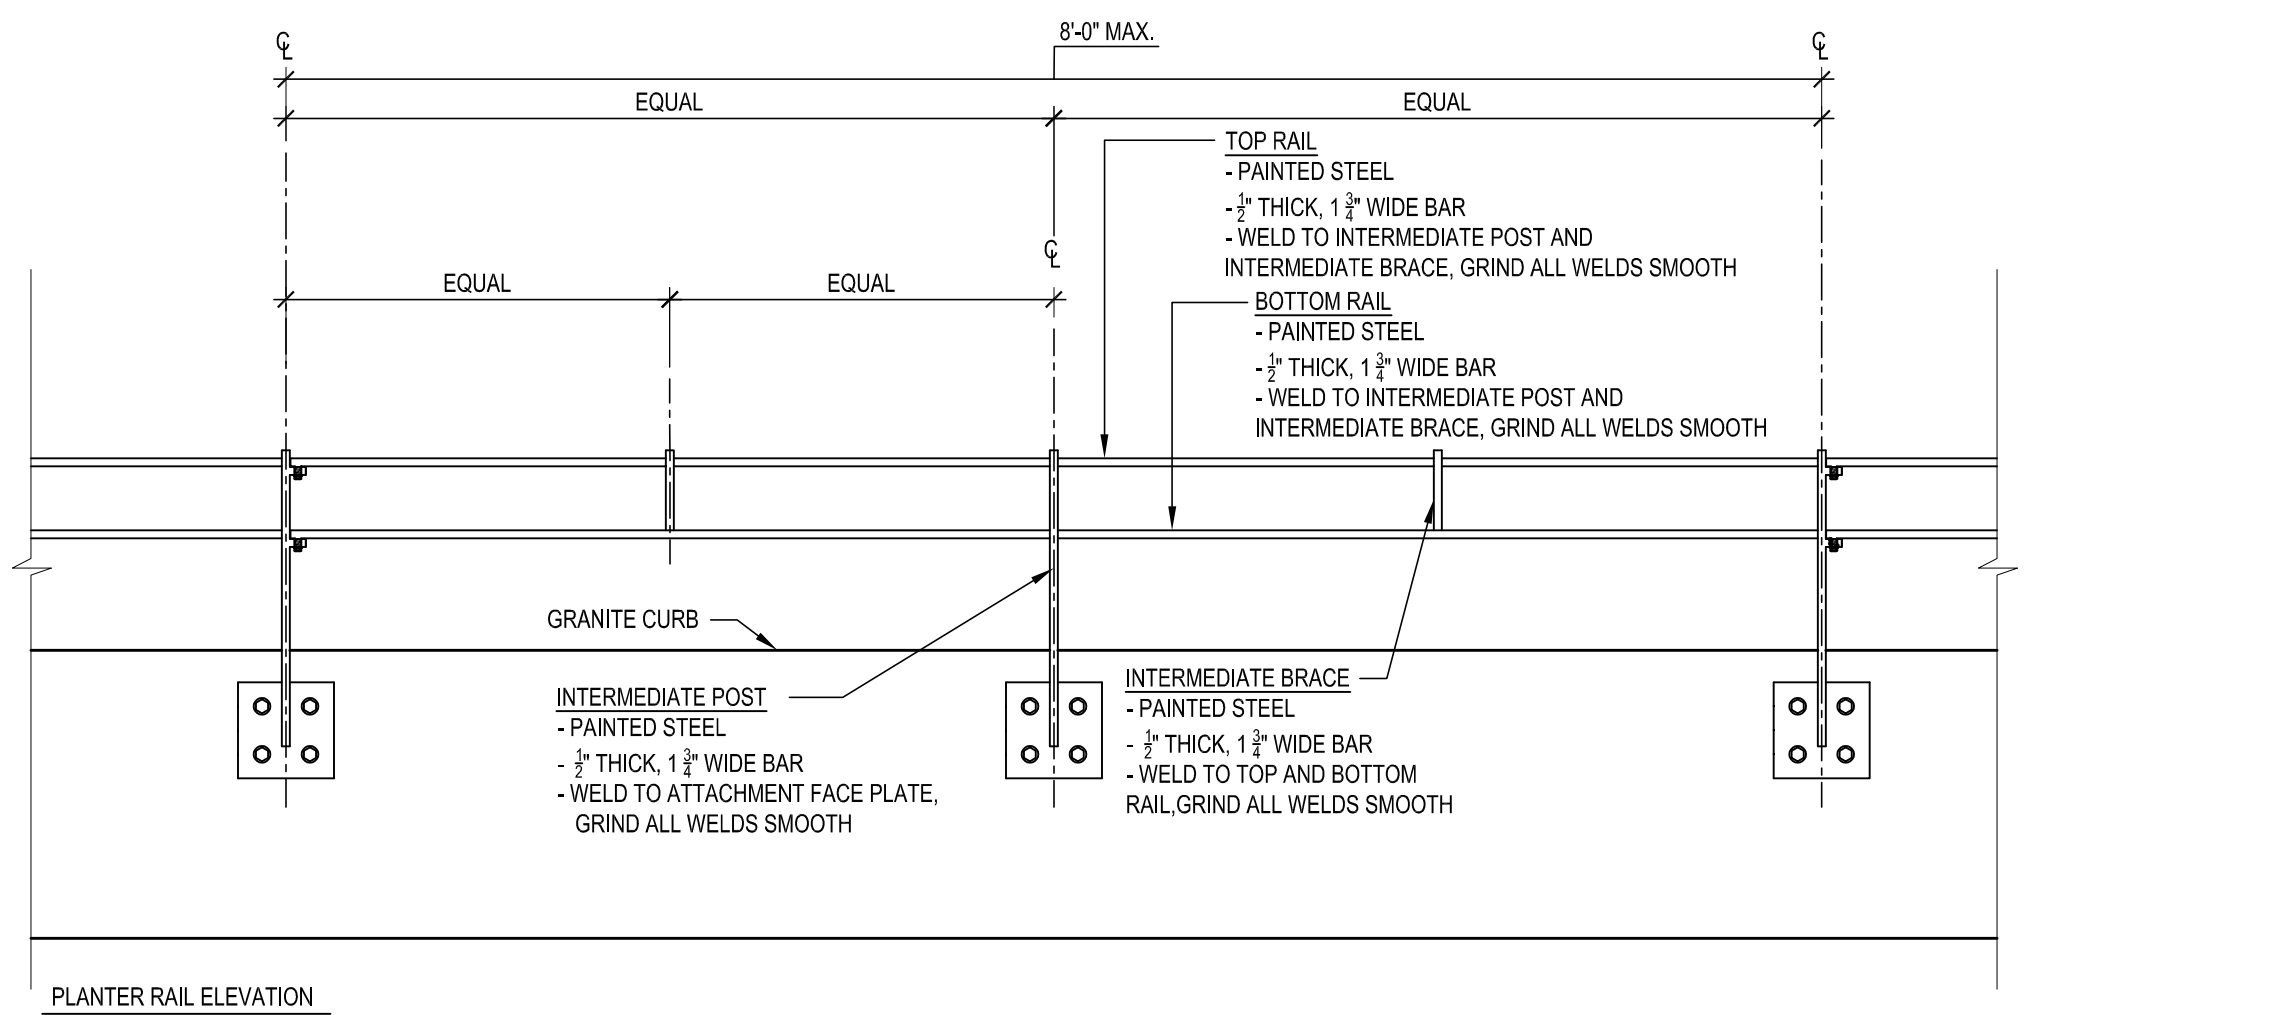 8'-0" MAX.
℄
℄
EQUAL
EQUAL
TOP RAIL
- PAINTED STEEL
- 1/2" THICK, 1 3/4" WIDE BAR
- WELD TO INTERMEDIATE POST AND
INTERMEDIATE BRACE, GRIND ALL WELDS SMOOTH
℄
EQUAL
EQUAL
BOTTOM RAIL
- PAINTED STEEL
- 1/2" THICK, 1 3/4" WIDE BAR
- WELD TO INTERMEDIATE POST AND
INTERMEDIATE BRACE, GRIND ALL WELDS SMOOTH
GRANITE CURB
INTERMEDIATE POST
- PAINTED STEEL
- 1/2" THICK, 1 3/4" WIDE BAR
- WELD TO ATTACHMENT FACE PLATE,
GRIND ALL WELDS SMOOTH
INTERMEDIATE BRACE
- PAINTED STEEL
- 1/2" THICK, 1 3/4" WIDE BAR
- WELD TO TOP AND BOTTOM
RAIL,GRIND ALL WELDS SMOOTH
PLANTER RAIL ELEVATION